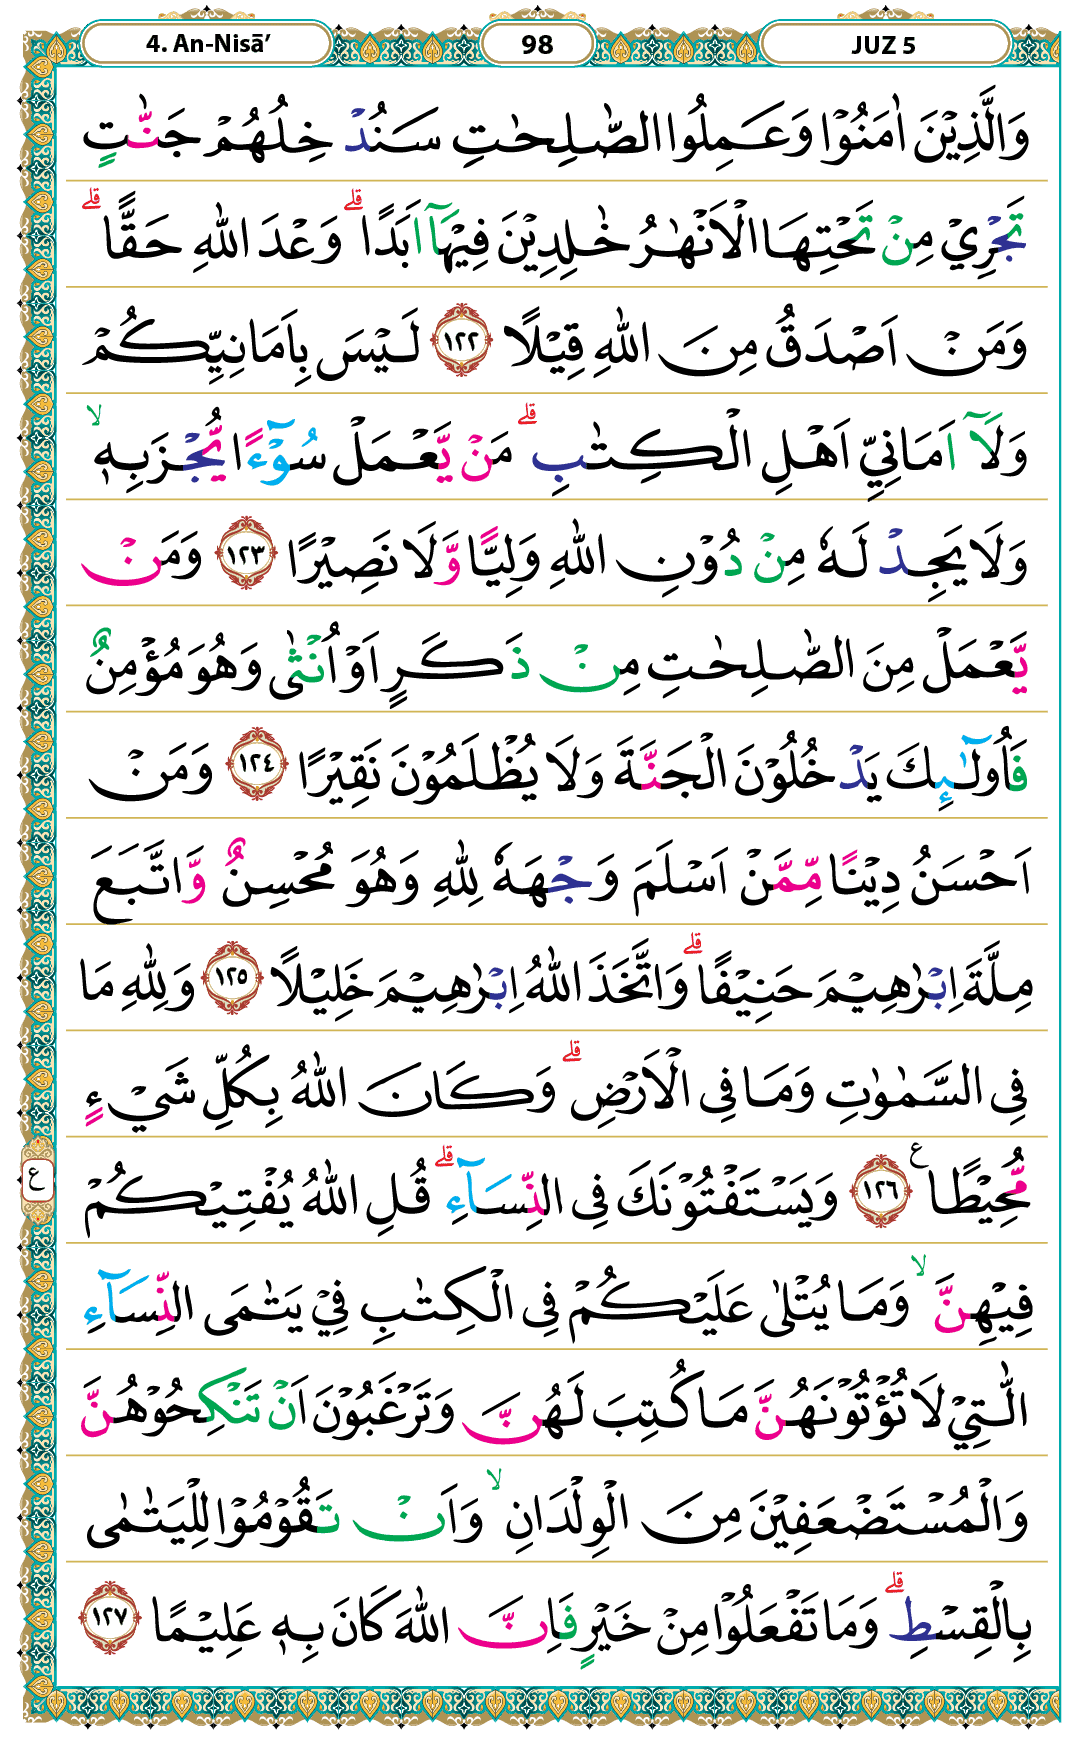 4. An-Nisā’ 98 JUZ 5
وَالَّذِيْنَ اٰمَنُوْا وَعَمِلُوا الصّٰلِحٰتِ سَنُدْخِلُهُمْ جَنّٰتٍ
تَجْرِيْ مِنْ تَحْتِهَا الْاَنْهٰرُ خٰلِدِيْنَ فِيْهَآ اَبَدًاۗ وَعْدَ اللّٰهِ حَقًّاۗ
وَمَنْ اَصْدَقُ مِنَ اللّٰهِ قِيْلًا ١٢٢ لَيْسَ بِاَمَانِيِّكُمْ
وَلَآ اَمَانِيِّ اَهْلِ الْكِتٰبِۗ مَنْ يَّعْمَلْ سُوْۤءًا يُّجْزَ بِهٖۙ
وَلَا يَجِدْ لَهٗ مِنْ دُوْنِ اللّٰهِ وَلِيًّا وَّلَا نَصِيْرًا ١٢٣ وَمَنْ
يَّعْمَلْ مِنَ الصّٰلِحٰتِ مِنْ ذَكَرٍ اَوْ اُنْثٰى وَهُوَ مُؤْمِنٌ
فَاُولٰۤىِٕكَ يَدْخُلُوْنَ الْجَنَّةَ وَلَا يُظْلَمُوْنَ نَقِيْرًا ١٢٤ وَمَنْ
اَحْسَنُ دِيْنًا مِّمَّنْ اَسْلَمَ وَجْهَهٗ لِلّٰهِ وَهُوَ مُحْسِنٌ وَّاتَّبَعَ
مِلَّةَ اِبْرٰهِيْمَ حَنِيْفًاۗ وَاتَّخَذَ اللّٰهُ اِبْرٰهِيْمَ خَلِيْلًا ١٢٥ وَلِلّٰهِ مَا
فِى السَّمٰوٰتِ وَمَا فِى الْاَرْضِۗ وَكَانَ اللّٰهُ بِكُلِّ شَيْءٍ
مُّحِيْطًا ع ١٢٦ وَيَسْتَفْتُوْنَكَ فِى النِّسَاۤءِۗ قُلِ اللّٰهُ يُفْتِيْكُمْ ع
فِيْهِنَّۙ وَمَا يُتْلٰى عَلَيْكُمْ فِى الْكِتٰبِ فِيْ يَتٰمَى النِّسَاۤءِ
الّٰتِيْ لَا تُؤْتُوْنَهُنَّ مَا كُتِبَ لَهُنَّ وَتَرْغَبُوْنَ اَنْ تَنْكِحُوْهُنَّ
وَالْمُسْتَضْعَفِيْنَ مِنَ الْوِلْدَانِۙ وَاَنْ تَقُوْمُوْا لِلْيَتٰمٰى
بِالْقِسْطِۗ وَمَا تَفْعَلُوْا مِنْ خَيْرٍ فَاِنَّ اللّٰهَ كَانَ بِهٖ عَلِيْمًا ١٢٧